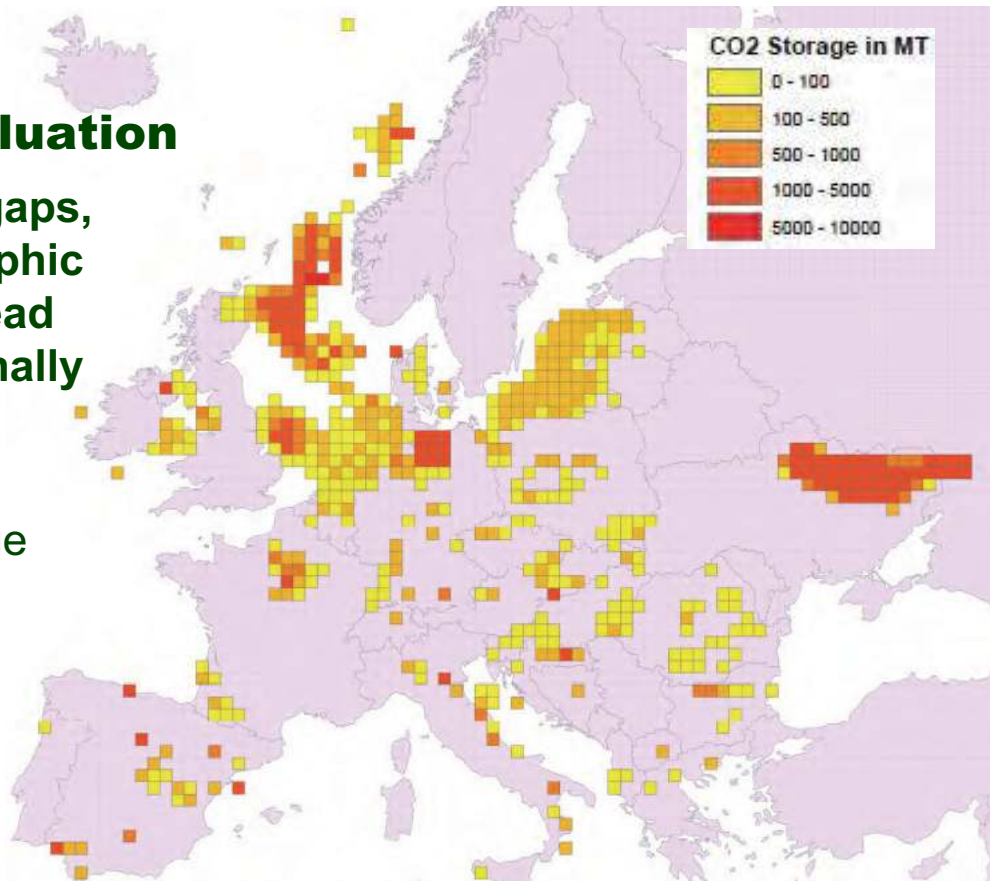 luation
gaps,
phic
ead
nally
e
CO2 Storage in MT
0 - 100
100 - 500
500 - 1000
1000 - 5000
5000 - 10000